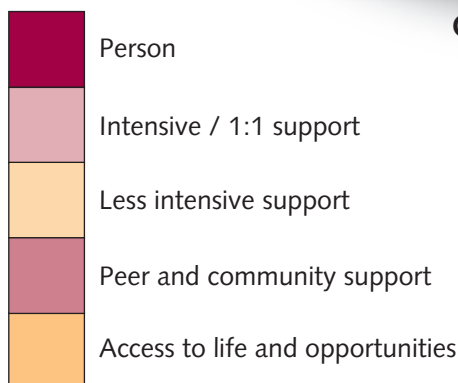 Person
Intensive / 1:1 support
Less intensive support
Peer and community support
Access to life and opportunities